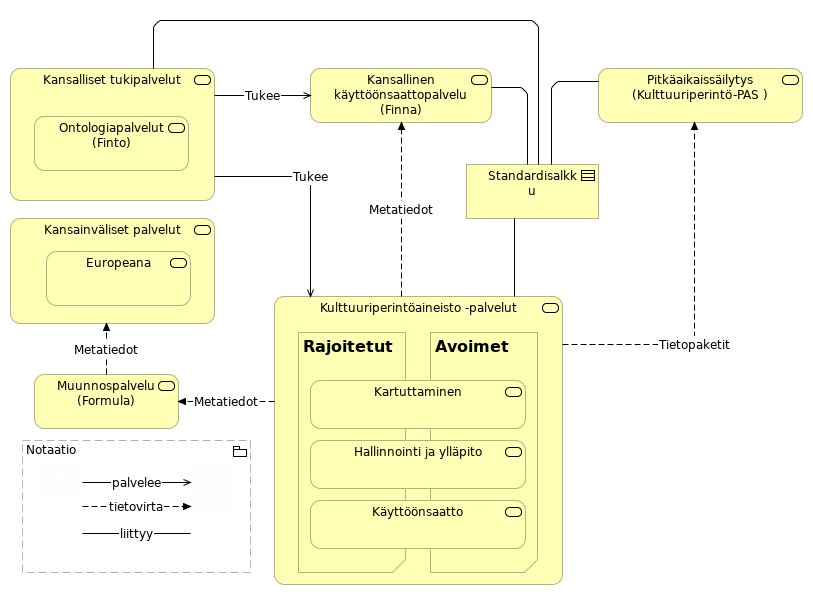 Kansalliset tukipalvelut
Ontologiapalvelut
(Finto)
Tukee
Kansallinen
käyttöönsaattopalvelu
(Finna)
Pitkäaikaissäilytys
(Kulttuuriperintö-PAS )
Tukee
Standardisalkk
u
Metatiedot
Kansainväliset palvelut
Europeana
Metatiedot
Muunnospalvelu
(Formula)
Metatiedot
Kulttuuriperintöaineisto -palvelut
Rajoitetut
Avoimet
Kartuttaminen
Hallinnointi ja ylläpito
Käyttöönsaatto
Tietopaketit
Notaatio
palvelee
tietovirta
liittyy